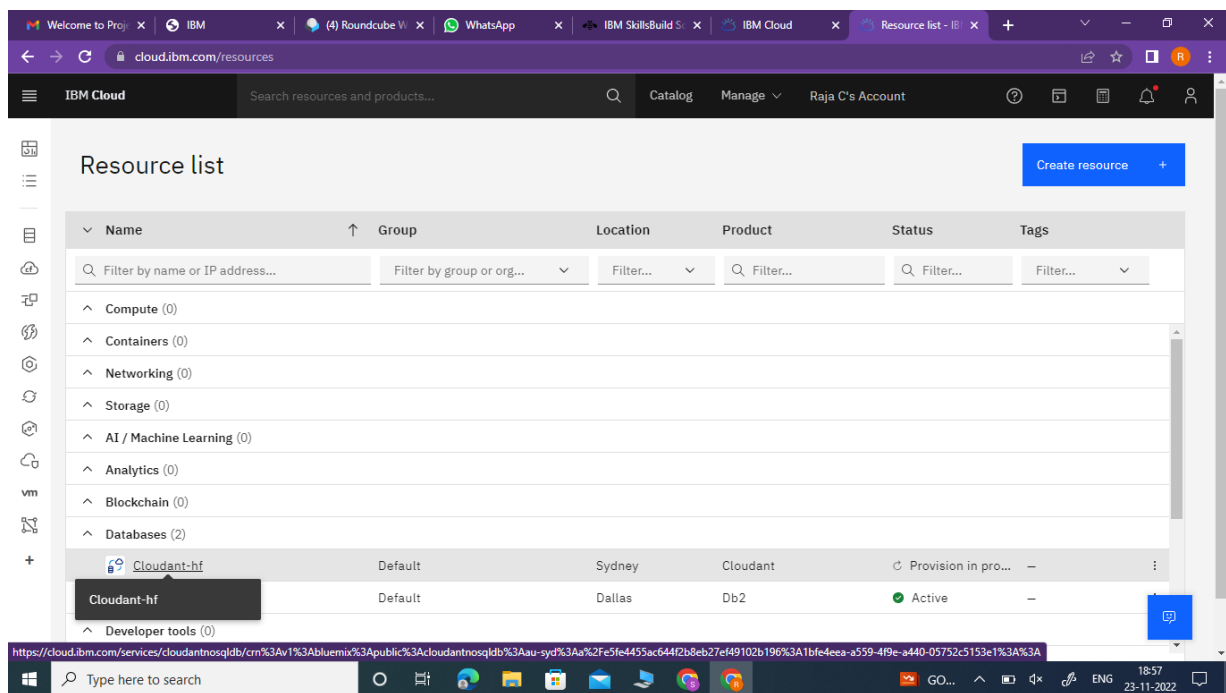 Welcome to Proje
IBM
(4) Roundcube W
WhatsApp
IBM SkillsBuild So
IBM Cloud
Resource list - IB
cloud.ibm.com/resources
R
IBM Cloud
Search resources and products...
Catalog
Manage
Raja C's Account
Resource list
Create resource +
Name Group Location Product Status Tags
Filter by name or IP address... Filter by group or org... Filter... Filter... Filter... Filter...
Compute (0)
Containers (0)
Networking (0)
Storage (0)
AI / Machine Learning (0)
Analytics (0)
Blockchain (0)
vm
Databases (2)
Cloudant-hf Default Sydney Cloudant Provision in pro... –
Cloudant-hf
Default Dallas Db2 Active –
Developer tools (0)
https://cloud.ibm.com/services/cloudantnosqldb/crn%3Av1%3Abluemix%3Apublic%3Acloudantnosqldb%3Aau-syd%3Aa%2Fe5fe4455ac644f2b8eb27ef49102b196%3A1bfe4eea-a559-4f9e-a440-05752c5153e1%3A%3A
Type here to search
GO...
ENG
18:57
23-11-2022